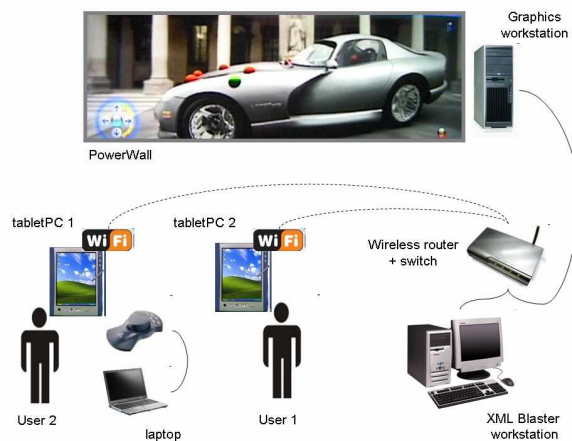 Graphics
workstation
PowerWall
tabletPC 1
WiFi
tabletPC 2
WiFi
Wireless router
+ switch
User 2
laptop
User 1
XML Blaster
workstation